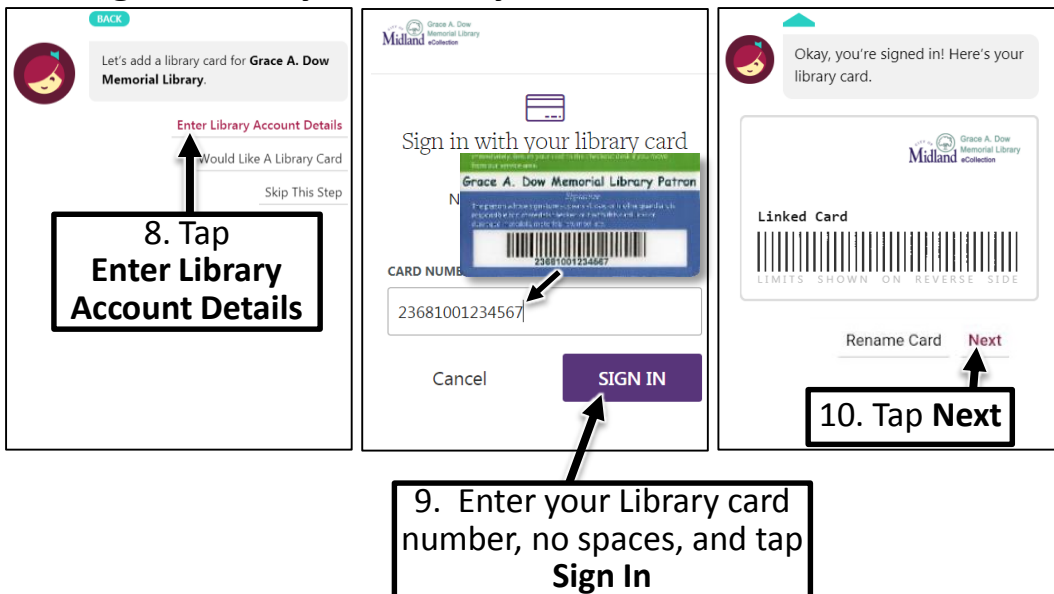 BACK
Let's add a library card for Grace A. Dow
Memorial Library.
Enter Library Account Details
Would Like A Library Card
Skip This Step
8. Tap
Enter Library
Account Details
Midland
Grace A. Dow
Memorial Library
eCollection
Sign in with your library card
Grace A. Dow Memorial Library Patron
Signature
23681001234567
CARD NUMB
23681001234567
Cancel
SIGN IN
9. Enter your Library card
number, no spaces, and tap
Sign In
Okay, you're signed in! Here's your
library card.
Midland
Grace A. Dow
Memorial Library
eCollection
Linked Card
LIMITS SHOWN ON REVERSE SIDE
Rename Card
Next
10. Tap Next